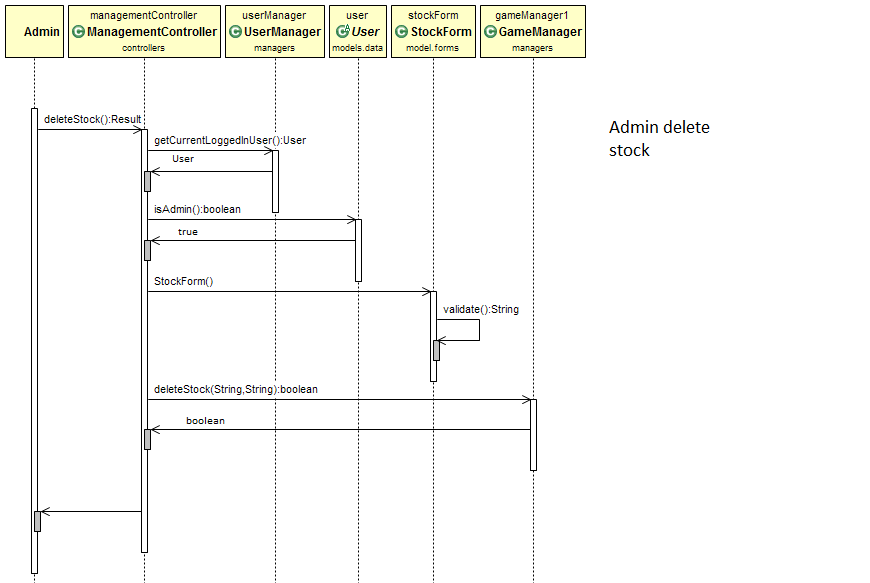 managementController
userManager
user
stockForm
gameManager1
Admin
C ManagementController
C UserManager
C A User
C StockForm
C GameManager
controllers
managers
models.data
model.forms
managers
deleteStock():Result
Admin delete
stock
getCurrentLoggedInUser():User
User
isAdmin():boolean
true
StockForm()
validate():String
deleteStock(String,String):boolean
boolean